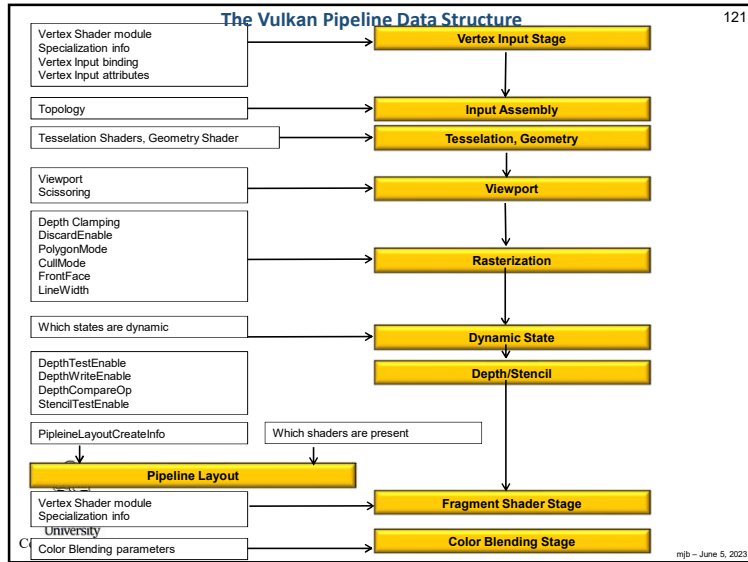 The Vulkan Pipeline Data Structure
121
Vertex Shader module
Specialization info
Vertex Input binding
Vertex Input attributes
Vertex Input Stage
Topology
Input Assembly
Tesselation Shaders, Geometry Shader
Tesselation, Geometry
Viewport
Scissoring
Viewport
Depth Clamping
DiscardEnable
PolygonMode
CullMode
FrontFace
LineWidth
Rasterization
Which states are dynamic
Dynamic State
DepthTestEnable
DepthWriteEnable
DepthCompareOp
StencilTestEnable
Depth/Stencil
PipleineLayoutCreateInfo
Which shaders are present
Pipeline Layout
Vertex Shader module
Specialization info
Fragment Shader Stage
University
Color Blending parameters
Color Blending Stage
mjb – June 5, 2023